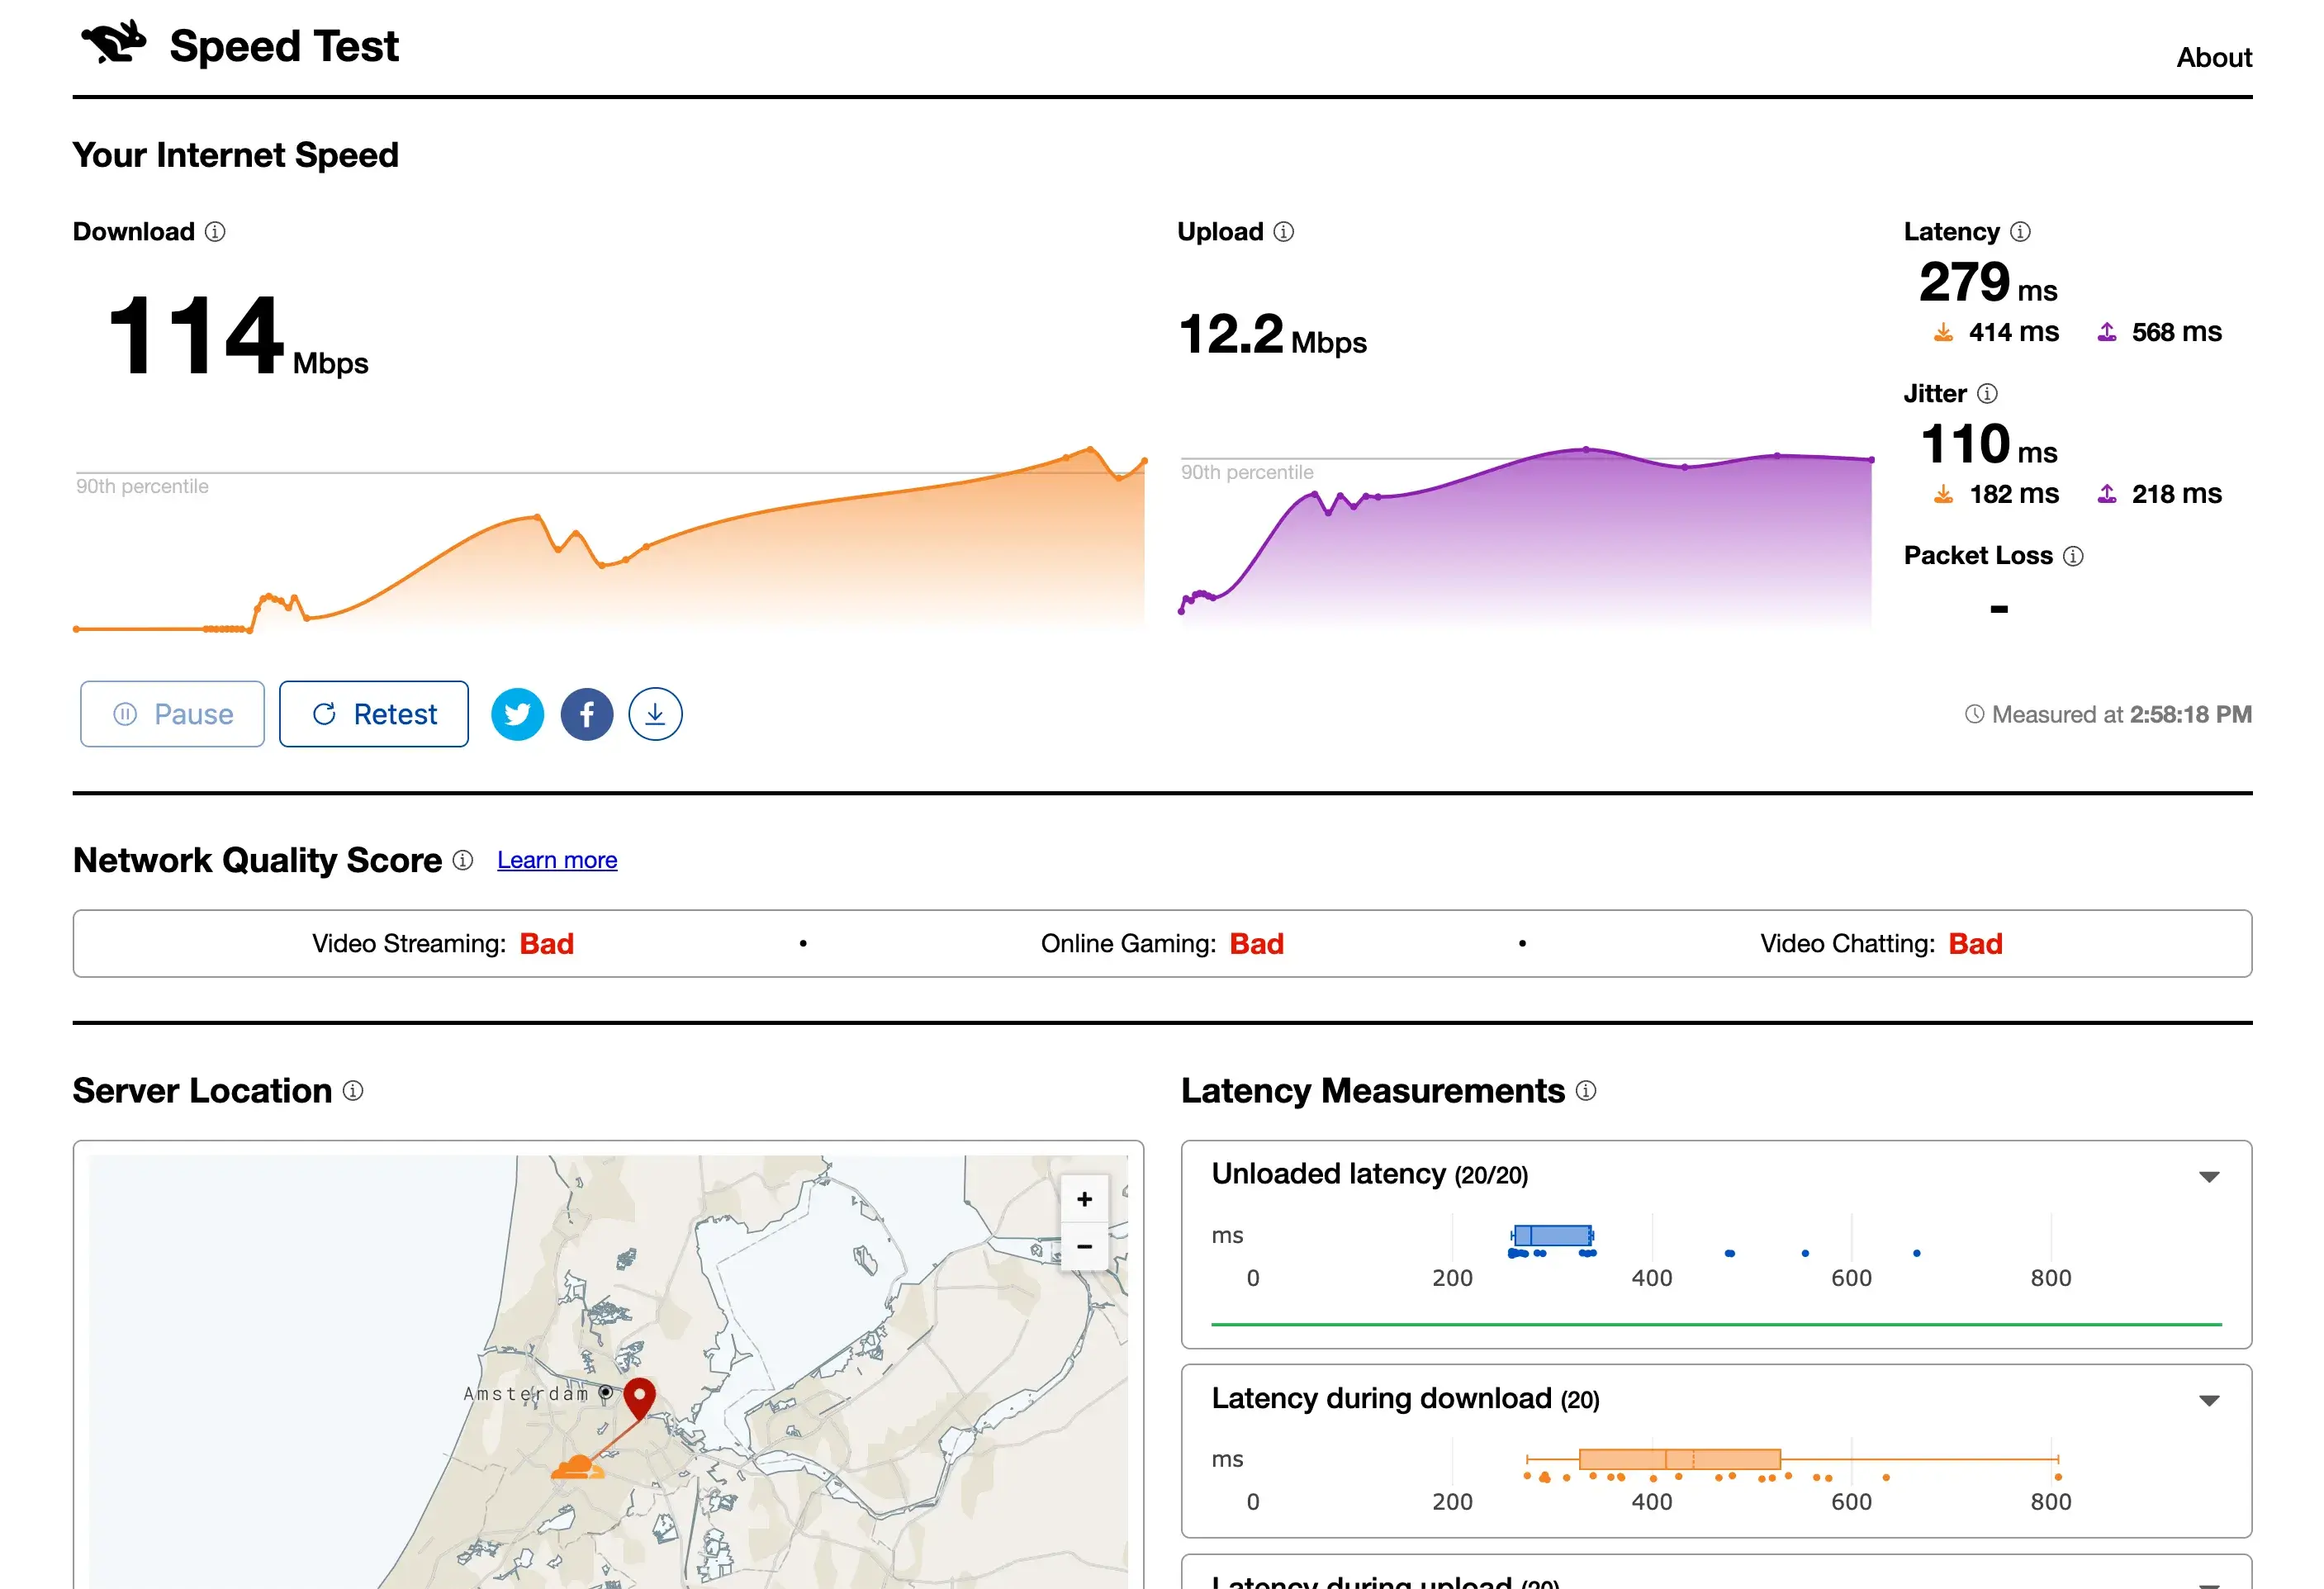 Speed Test
About
Your Internet Speed
Download
114 Mbps
90th percentile
Upload
12.2 Mbps
90th percentile
Latency
279 ms
414 ms 568 ms
Jitter
110 ms
182 ms 218 ms
Packet Loss
-
Pause
Retest
Measured at 2:58:18 PM
Network Quality Score
Learn more
Video Streaming: Bad • Online Gaming: Bad • Video Chatting: Bad
Server Location
+
−
Amsterdam
Latency Measurements
Unloaded latency (20/20)
ms
0 200 400 600 800
Latency during download (20)
ms
0 200 400 600 800
Latency during upload (20)